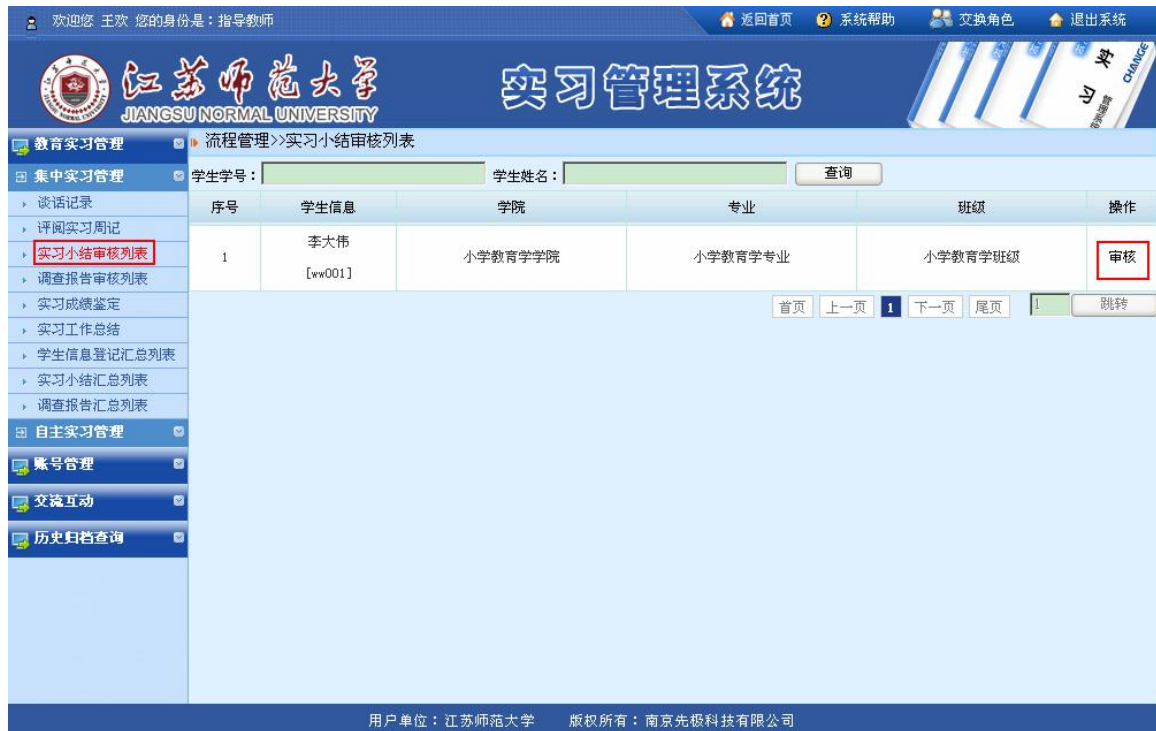 欢迎您 王欢 您的身份是：指导教师 返回首页 系统帮助 交换角色 退出系统
江苏师范大学 实习管理系统
JIANGSU NORMAL UNIVERSITY
实习 管理系统 CHANGE
教育实习管理 流程管理>>实习小结审核列表
集中实习管理 学生学号： 学生姓名： 查询
谈话记录
评阅实习周记
实习小结审核列表
调查报告审核列表
实习成绩鉴定
实习工作总结
学生信息登记汇总列表
实习小结汇总列表
调查报告汇总列表
自主实习管理
账号管理
交流互动
历史归档查询
序号 学生信息 学院 专业 班级 操作
1 李大伟 [ww001] 小学教育学学院 小学教育学专业 小学教育学班级 审核
首页 上一页 1 下一页 尾页 1 跳转
用户单位：江苏师范大学 版权所有：南京先极科技有限公司